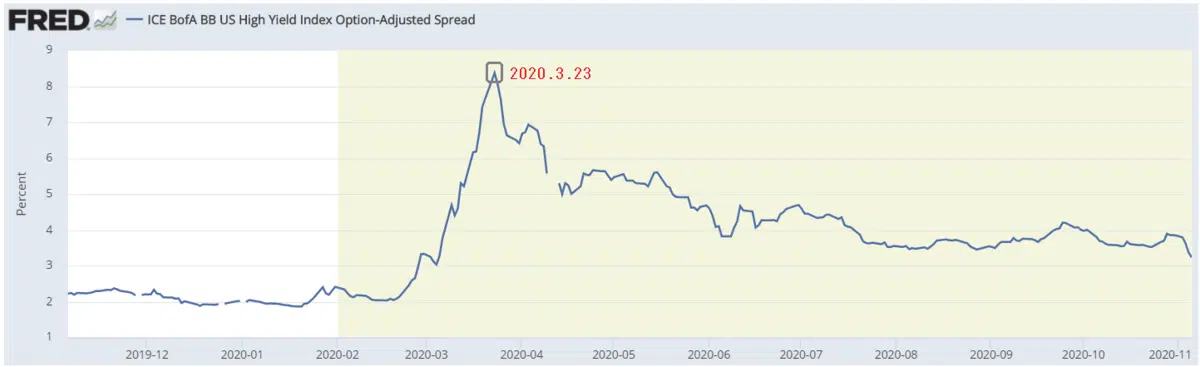 FRED
ICE BofA BB US High Yield Index Option-Adjusted Spread
9
8
7
6
5
4
3
2
1
Percent
2020.3.23
2019-12 2020-01 2020-02 2020-03 2020-04 2020-05 2020-06 2020-07 2020-08 2020-09 2020-10 2020-11